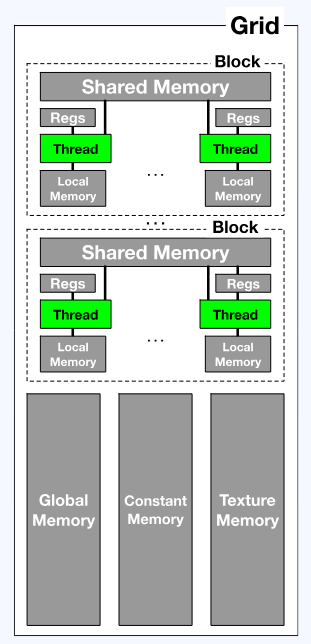 Grid
Block
Shared Memory
Regs
Regs
Thread
Thread
Local
Memory
...
Local
Memory
...
Block
Shared Memory
Regs
Regs
Thread
Thread
Local
Memory
...
Local
Memory
Global
Memory
Constant
Memory
Texture
Memory